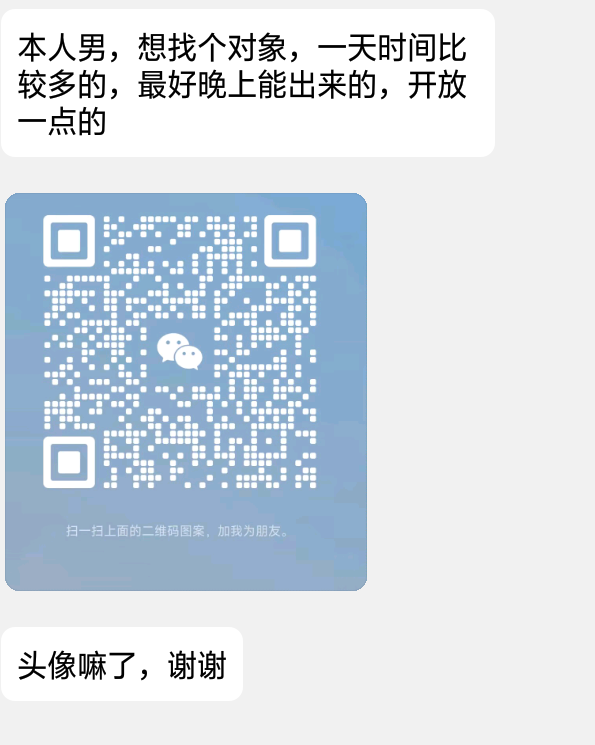 本人男，想找个对象，一天时间比
较多的，最好晚上能出来的，开放
一点的
扫一扫上面的二维码图案，加我为朋友。
头像嘛了，谢谢